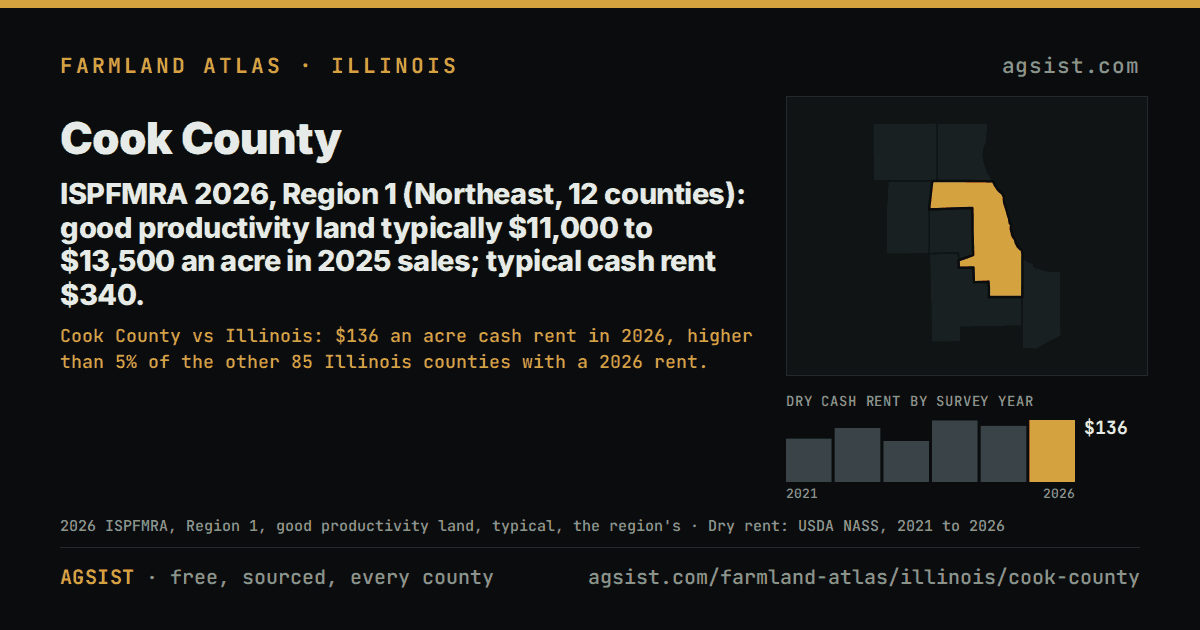 FARMLAND ATLAS · ILLINOIS
agsist.com
Cook County
ISPFMRA 2026, Region 1 (Northeast, 12 counties):
good productivity land typically $11,000 to
$13,500 an acre in 2025 sales; typical cash rent
$340.
Cook County vs Illinois: $136 an acre cash rent in 2026, higher
than 5% of the other 85 Illinois counties with a 2026 rent.
DRY CASH RENT BY SURVEY YEAR
$136
2021
2026
2026 ISPFMRA, Region 1, good productivity land, typical, the region's · Dry rent: USDA NASS, 2021 to 2026
AGSIST · free, sourced, every county
agsist.com/farmland-atlas/illinois/cook-county